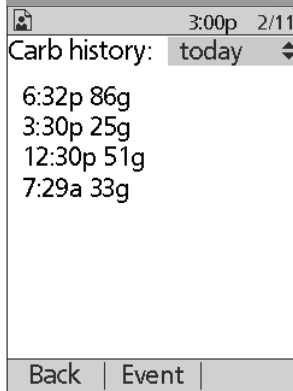 3:00p 2/11
Carb history: today
6:32p 86g
3:30p 25g
12:30p 51g
7:29a 33g
Back | Event |